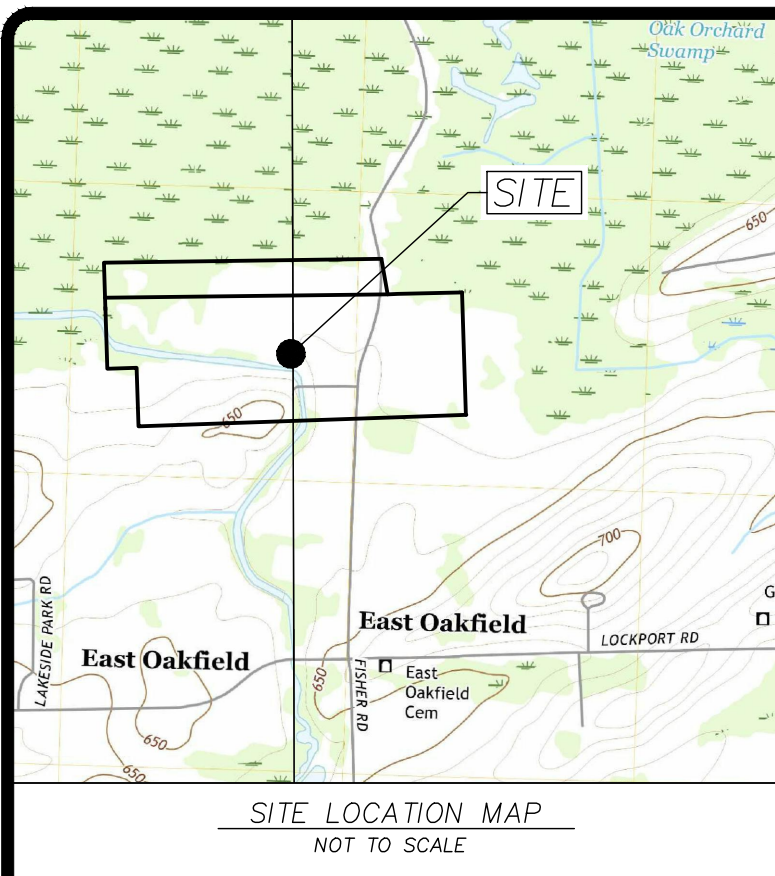 Oak Orchard
Swamp
SITE
650
650
700
LAKESIDE PARK RD
East Oakfield
East Oakfield
LOCKPORT RD
G
East
Oakfield
Cem
FISHER RD
650
650
650
SITE LOCATION MAP
NOT TO SCALE